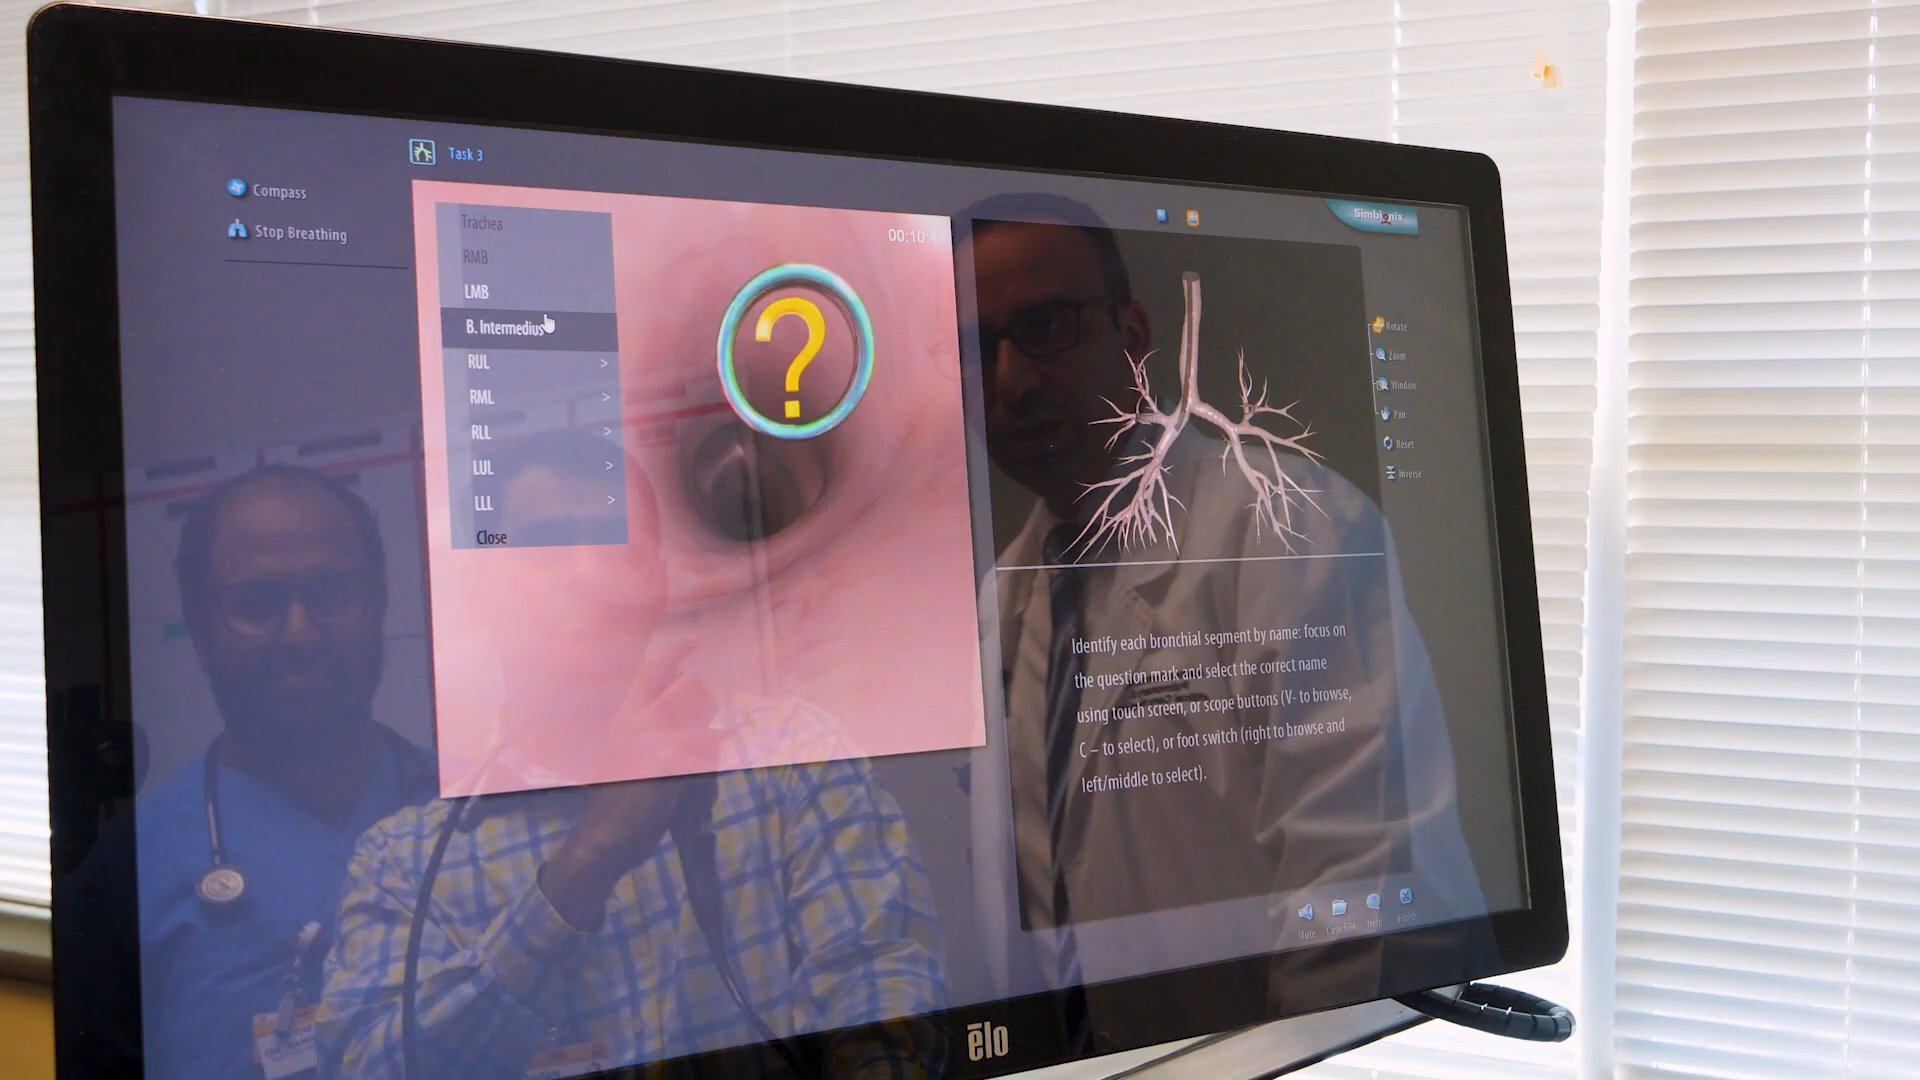 Task 3
Compass
Stop Breathing
Trachea
RMB
LMB
B. Intermedius
RUL >
RML >
RLL >
LUL >
LLL >
Close
00:10:4
Simbionix
Rotate
Zoom
Window
Pan
Reset
Inverse
Identify each bronchial segment by name: focus on
the question mark and select the correct name
using touch screen, or scope buttons (V- to browse,
C – to select), or foot switch (right to browse and
left/middle to select).
Mute
Case File
Help
Finish
elo